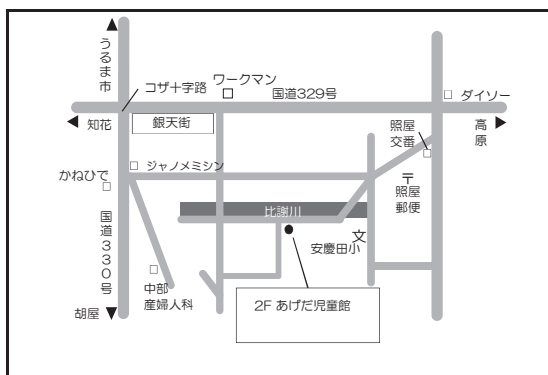 うるま市
コザ十字路
ワークマン
国道329号
ダイソー
知花
銀天街
照屋
交番
高原
かねひで
ジャノメミシン
〒
照屋
郵便
比謝川
国道330号
文
安慶田小
中部
産婦人科
2F あげだ児童館
胡屋